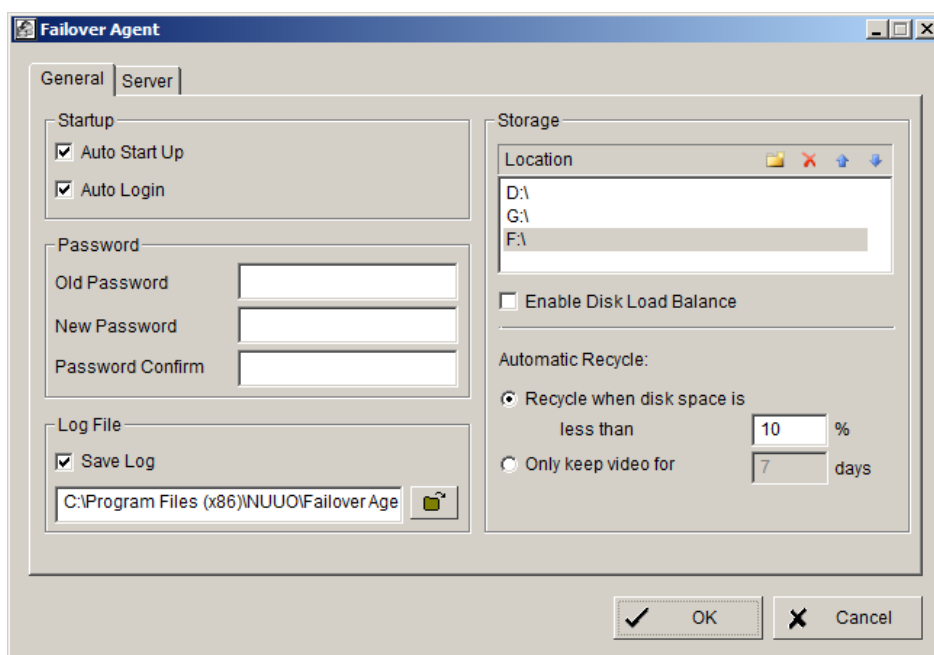 Failover Agent
General
Server
Startup
Auto Start Up
Auto Login
Password
Old Password
New Password
Password Confirm
Log File
Save Log
C:\Program Files (x86)\NUUO\Failover Age
Storage
Location
D:\
G:\
F:\
Enable Disk Load Balance
Automatic Recycle:
Recycle when disk space is
less than 10 %
Only keep video for 7 days
OK
Cancel